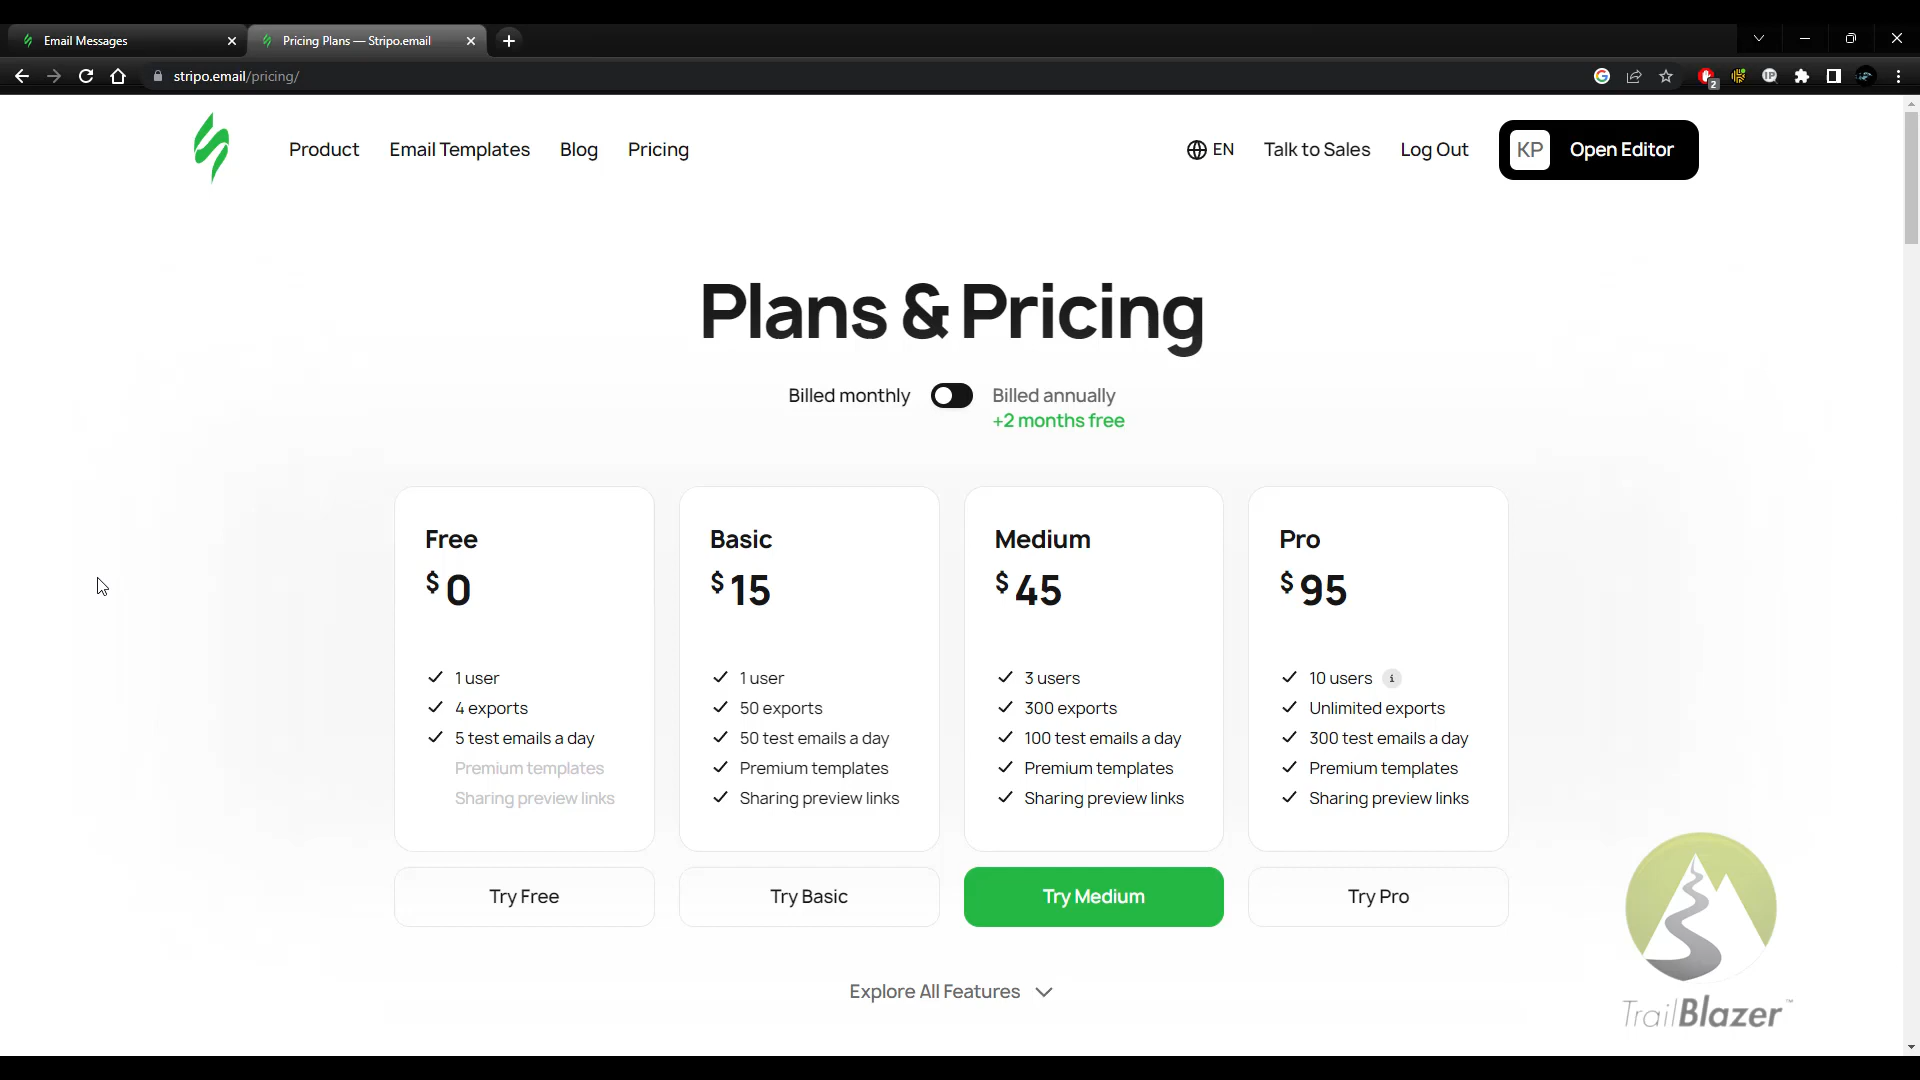 Email Messages
Pricing Plans — Stripo.email
stripo.email/pricing/
2
IP
Product
Email Templates
Blog
Pricing
EN
Talk to Sales
Log Out
KP
Open Editor
Plans & Pricing
Billed monthly
Billed annually
+2 months free
Free
$0
1 user
4 exports
5 test emails a day
Premium templates
Sharing preview links
Try Free
Basic
$15
1 user
50 exports
50 test emails a day
Premium templates
Sharing preview links
Try Basic
Medium
$45
3 users
300 exports
100 test emails a day
Premium templates
Sharing preview links
Try Medium
Pro
$95
10 users i
Unlimited exports
300 test emails a day
Premium templates
Sharing preview links
Try Pro
Explore All Features
TrailBlazer™